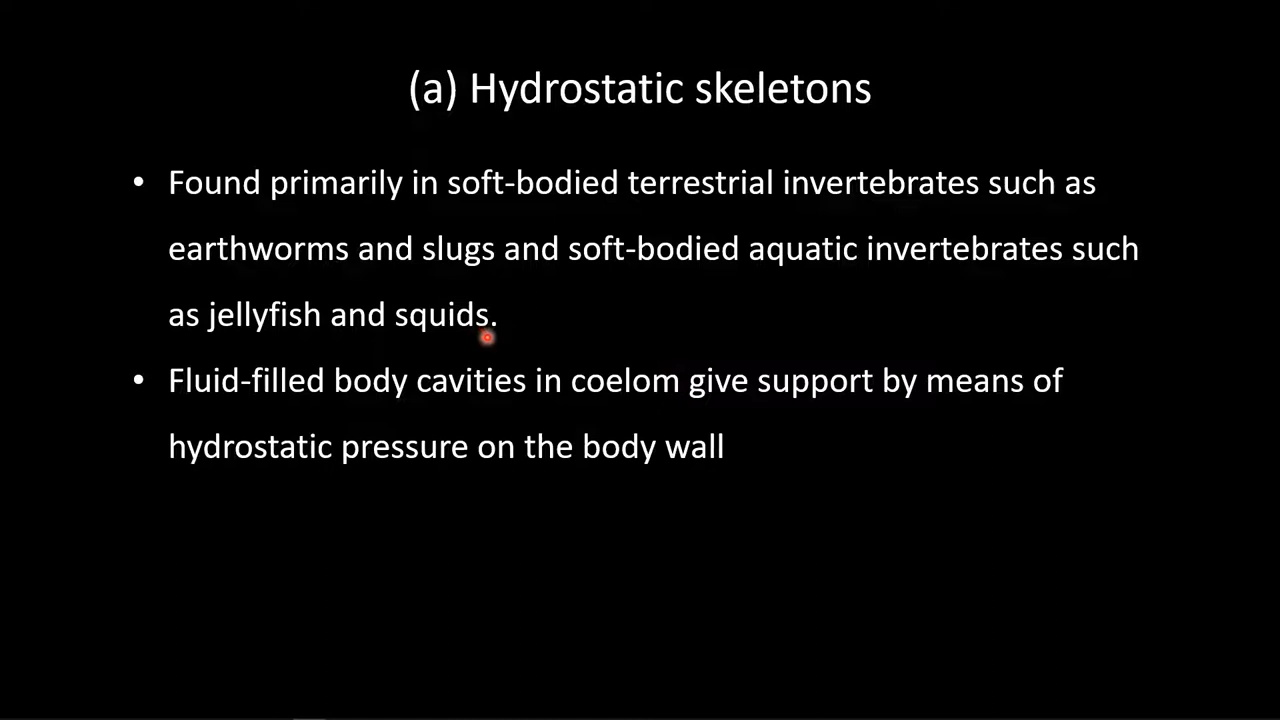 (a) Hydrostatic skeletons
• Found primarily in soft-bodied terrestrial invertebrates such as
earthworms and slugs and soft-bodied aquatic invertebrates such
as jellyfish and squids.
• Fluid-filled body cavities in coelom give support by means of
hydrostatic pressure on the body wall